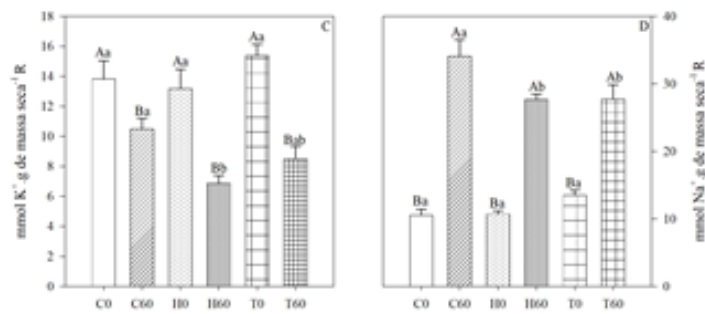 C
mmol K⁺.g de massa seca⁻¹ R
18
16
14
12
10
8
6
4
2
0
Aa
Ba
Aa
Bb
Aa
Bab
C0 C60 H0 H60 T0 T60
D
Ba
Aa
Ba
Ab
Ba
Ab
C0 C60 H0 H60 T0 T60
40
30
20
10
0
mmol Na⁺.g de massa seca⁻¹ R